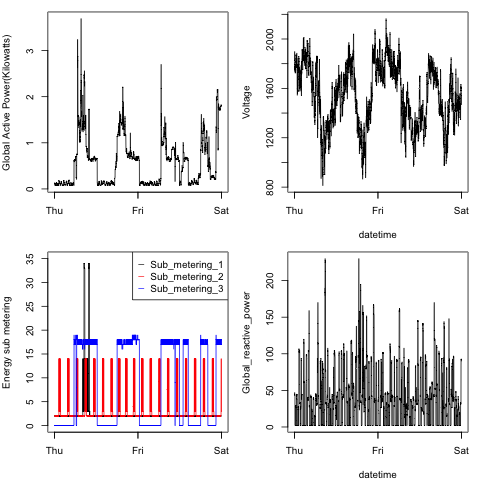 Global Active Power(Kilowatts)
3
2
1
0
Thu
Fri
Sat
Voltage
2000
1600
1200
800
Thu
Fri
Sat
datetime
Energy sub metering
35
30
25
20
15
10
5
0
Sub_metering_1
Sub_metering_2
Sub_metering_3
Thu
Fri
Sat
Global_reactive_power
200
150
100
50
0
Thu
Fri
Sat
datetime